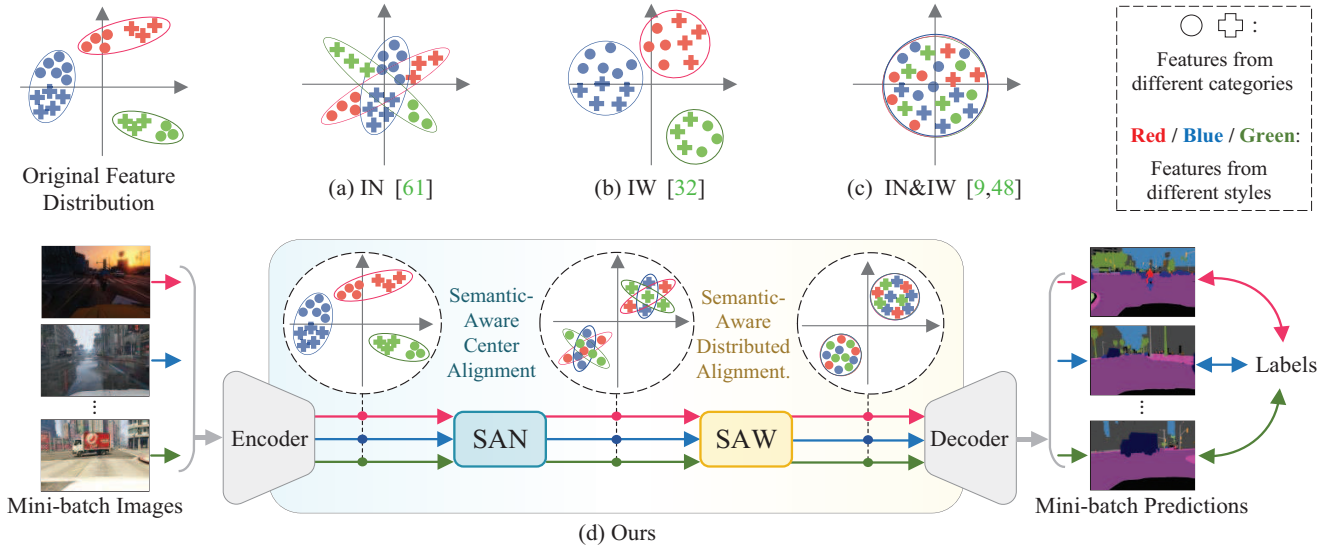 Original Feature
Distribution
(a) IN [61]
(b) IW [32]
(c) IN&IW [9,48]
:
Features from
different categories
Red / Blue / Green:
Features from
different styles
Semantic-
Aware
Center
Alignment
Semantic-
Aware
Distributed
Alignment.
...
...
Labels
Encoder
SAN
SAW
Decoder
Mini-batch Images
Mini-batch Predictions
(d) Ours